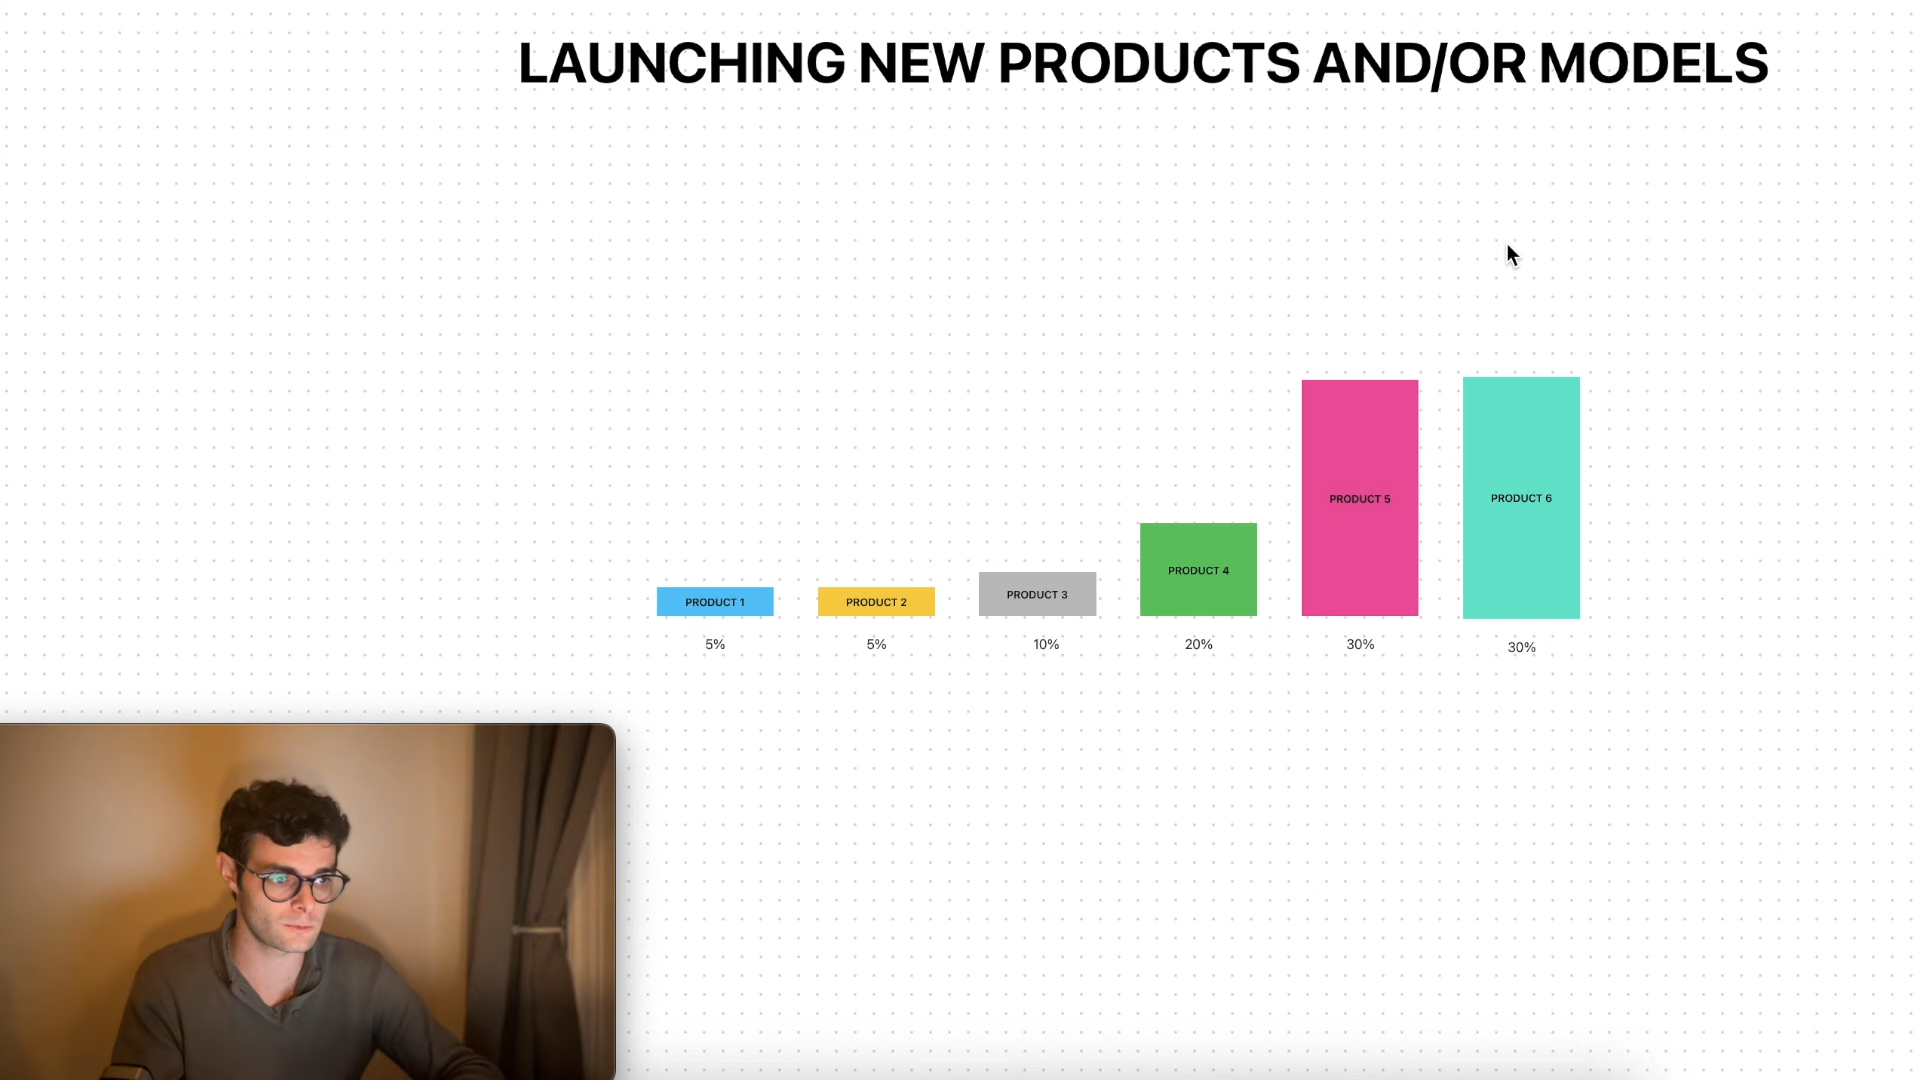 LAUNCHING NEW PRODUCTS AND/OR MODELS
PRODUCT 1
PRODUCT 2
PRODUCT 3
PRODUCT 4
PRODUCT 5
PRODUCT 6
5%
5%
10%
20%
30%
30%